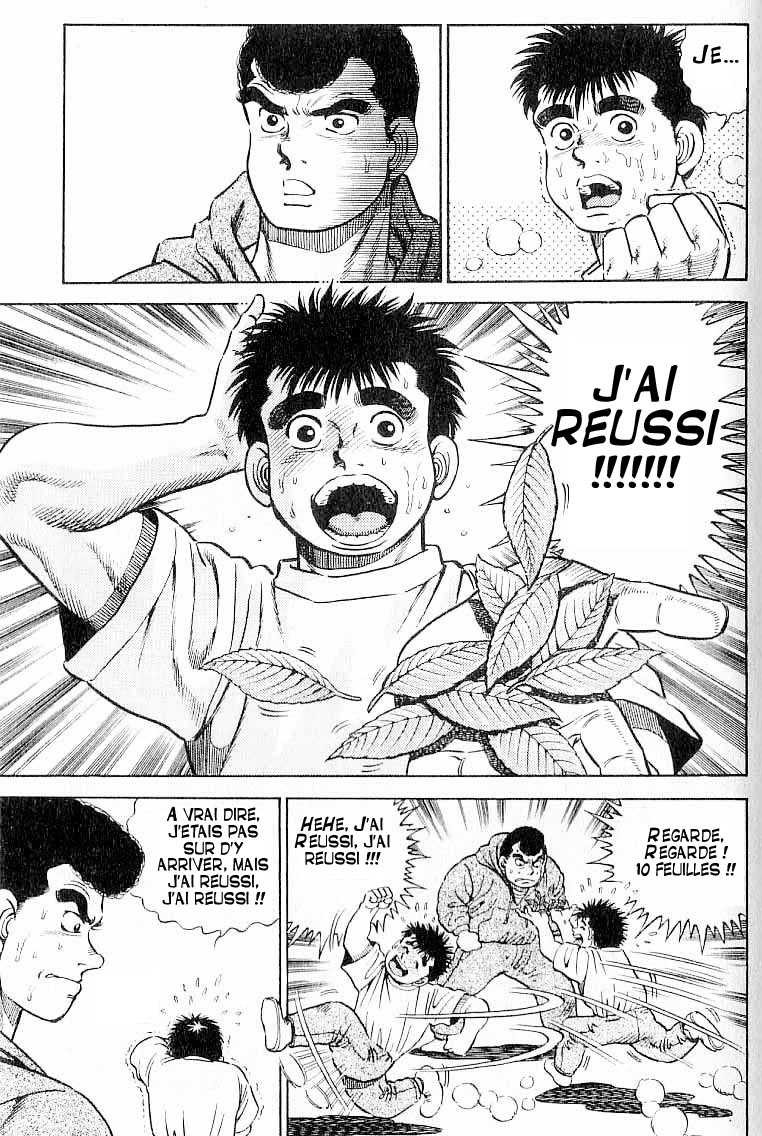 JE...
J'AI
REUSSI
!!!!!!!
REGARDE,
REGARDE !
10 FEUILLES !!
HEHE, J'AI
REUSSI, J'AI
REUSSI !!!
A VRAI DIRE,
J'ETAIS PAS
SUR D'Y
ARRIVER, MAIS
J'AI REUSSI,
J'AI REUSSI !!